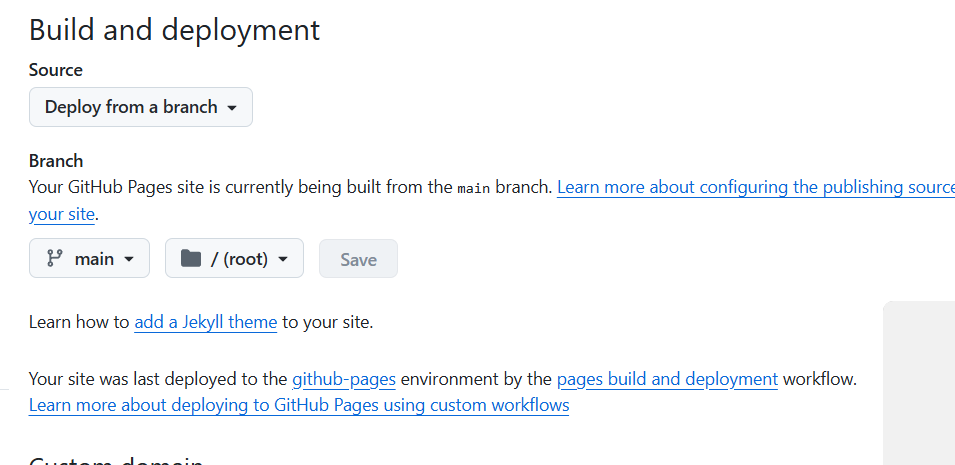 Build and deployment
Source
Deploy from a branch
Branch
Your GitHub Pages site is currently being built from the main branch. Learn more about configuring the publishing source
your site.
main
/ (root)
Save
Learn how to add a Jekyll theme to your site.
Your site was last deployed to the github-pages environment by the pages build and deployment workflow.
Learn more about deploying to GitHub Pages using custom workflows
Custom domain